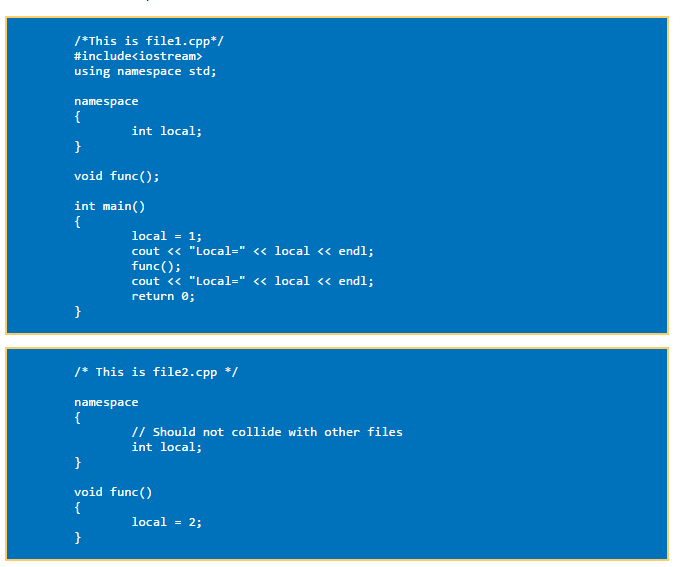 /*This is file1.cpp*/
#include<iostream>
using namespace std;
namespace
{
int local;
}
void func();
int main()
{
local = 1;
cout << "Local=" << local << endl;
func();
cout << "Local=" << local << endl;
return 0;
}
/* This is file2.cpp */
namespace
{
// Should not collide with other files
int local;
}
void func()
{
local = 2;
}